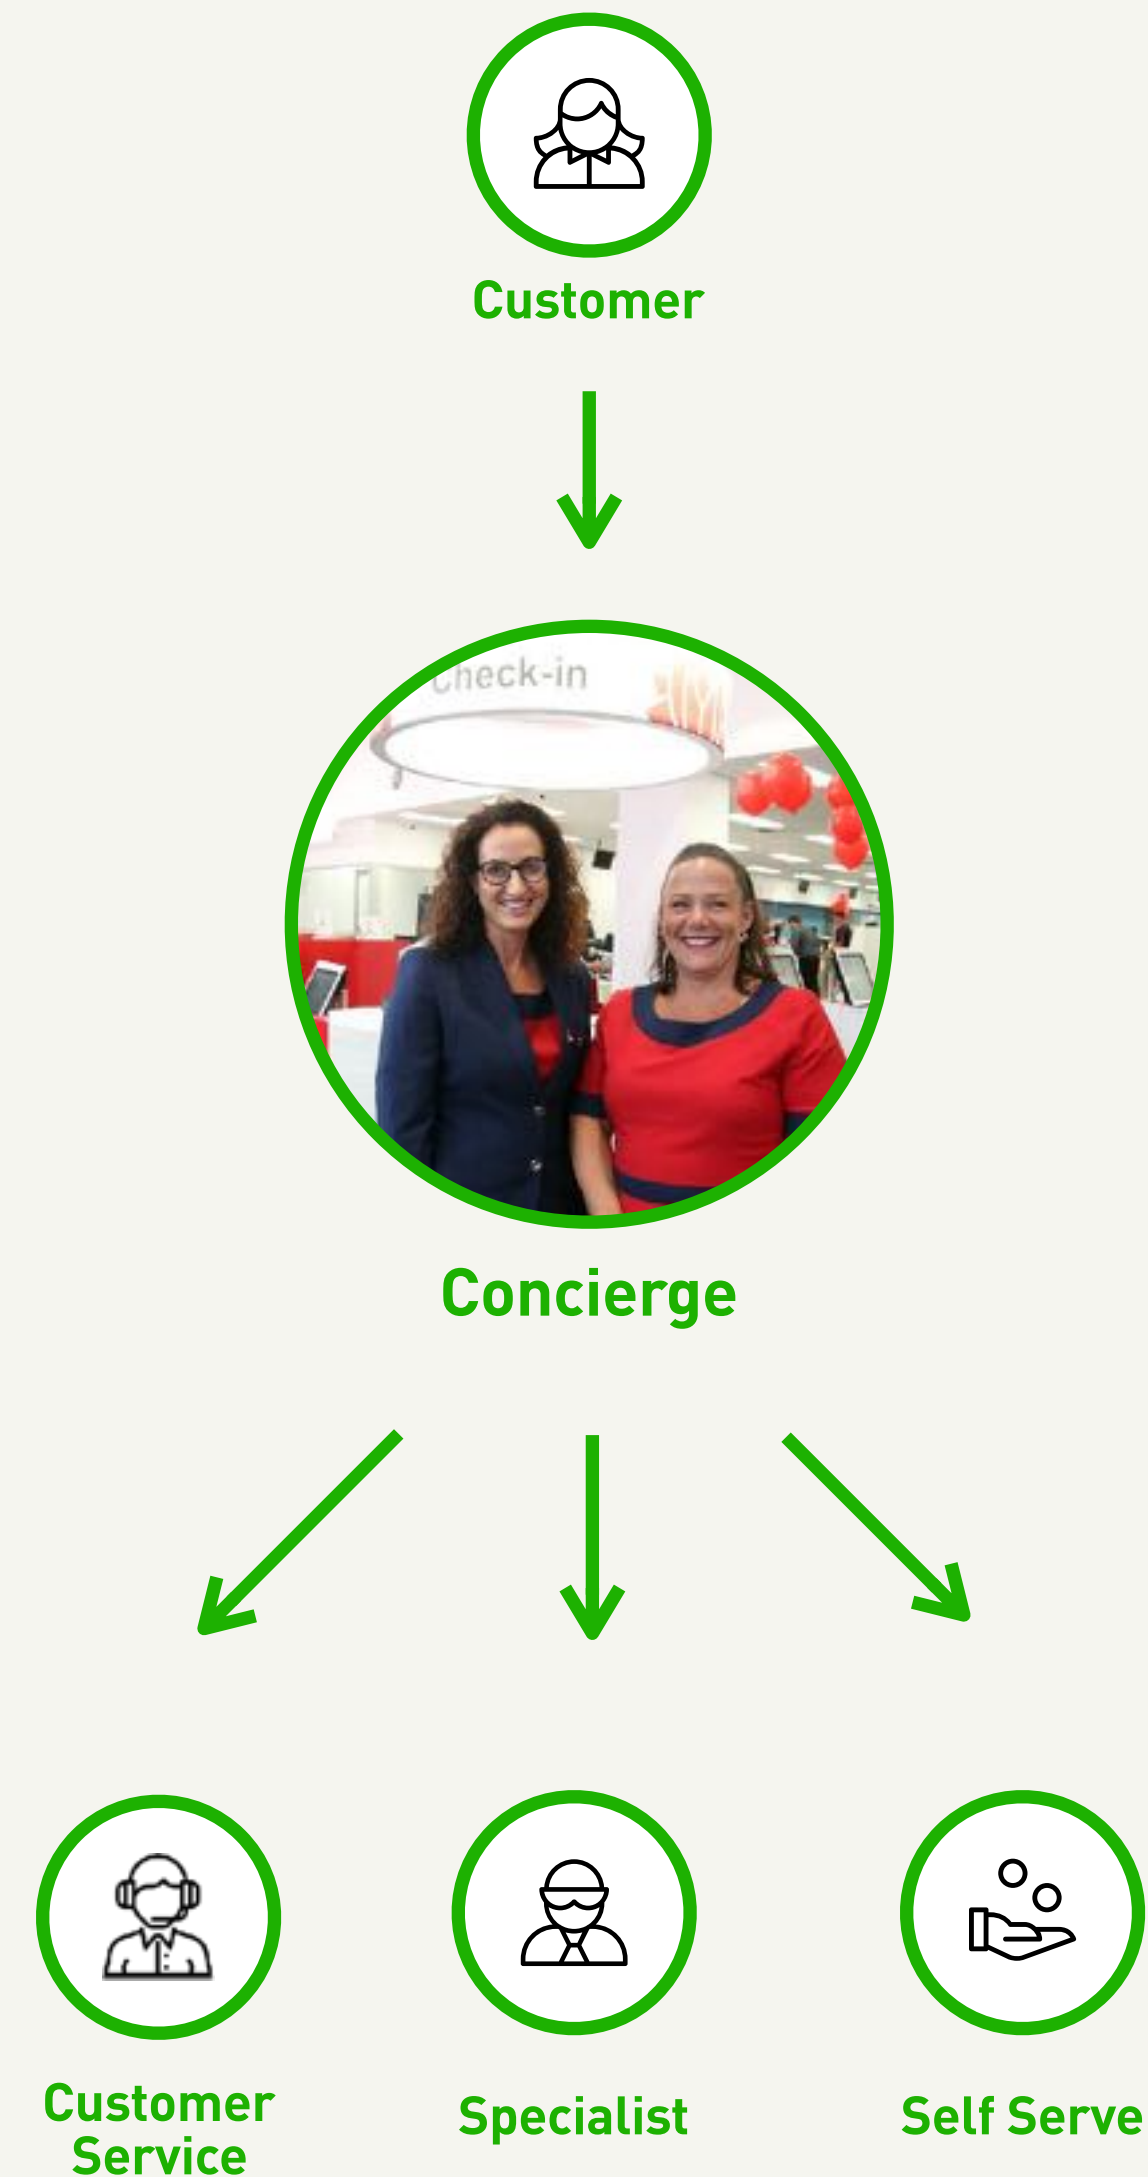 Customer
Check-in
Concierge
Customer
Service
Specialist
Self Serve